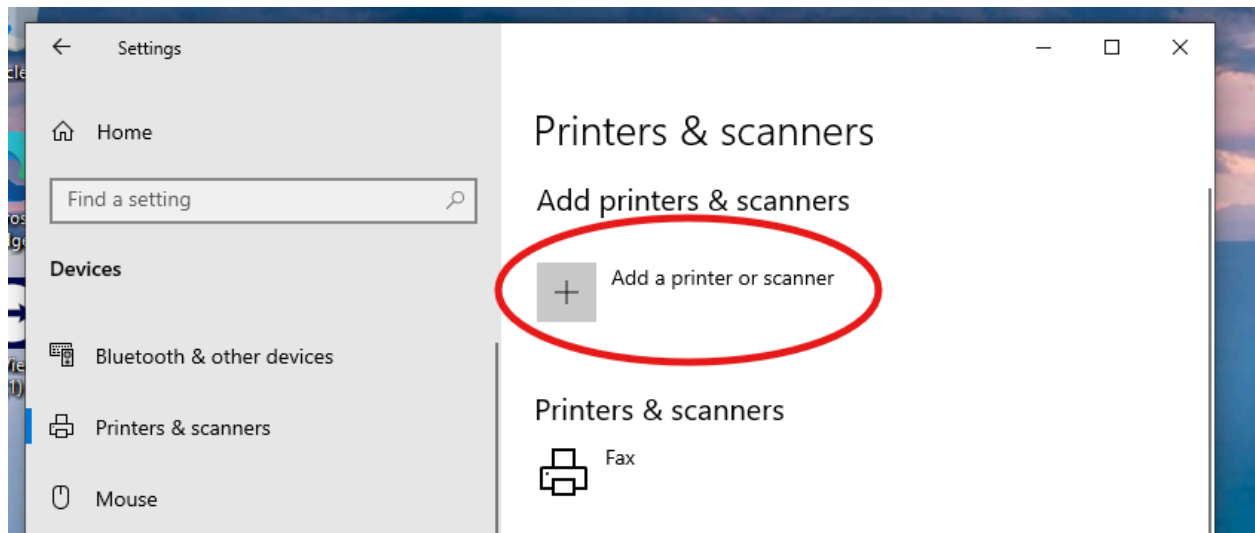 Settings
Home
Find a setting
Devices
Bluetooth & other devices
Printers & scanners
Mouse
Printers & scanners
Add printers & scanners
Add a printer or scanner
Printers & scanners
Fax